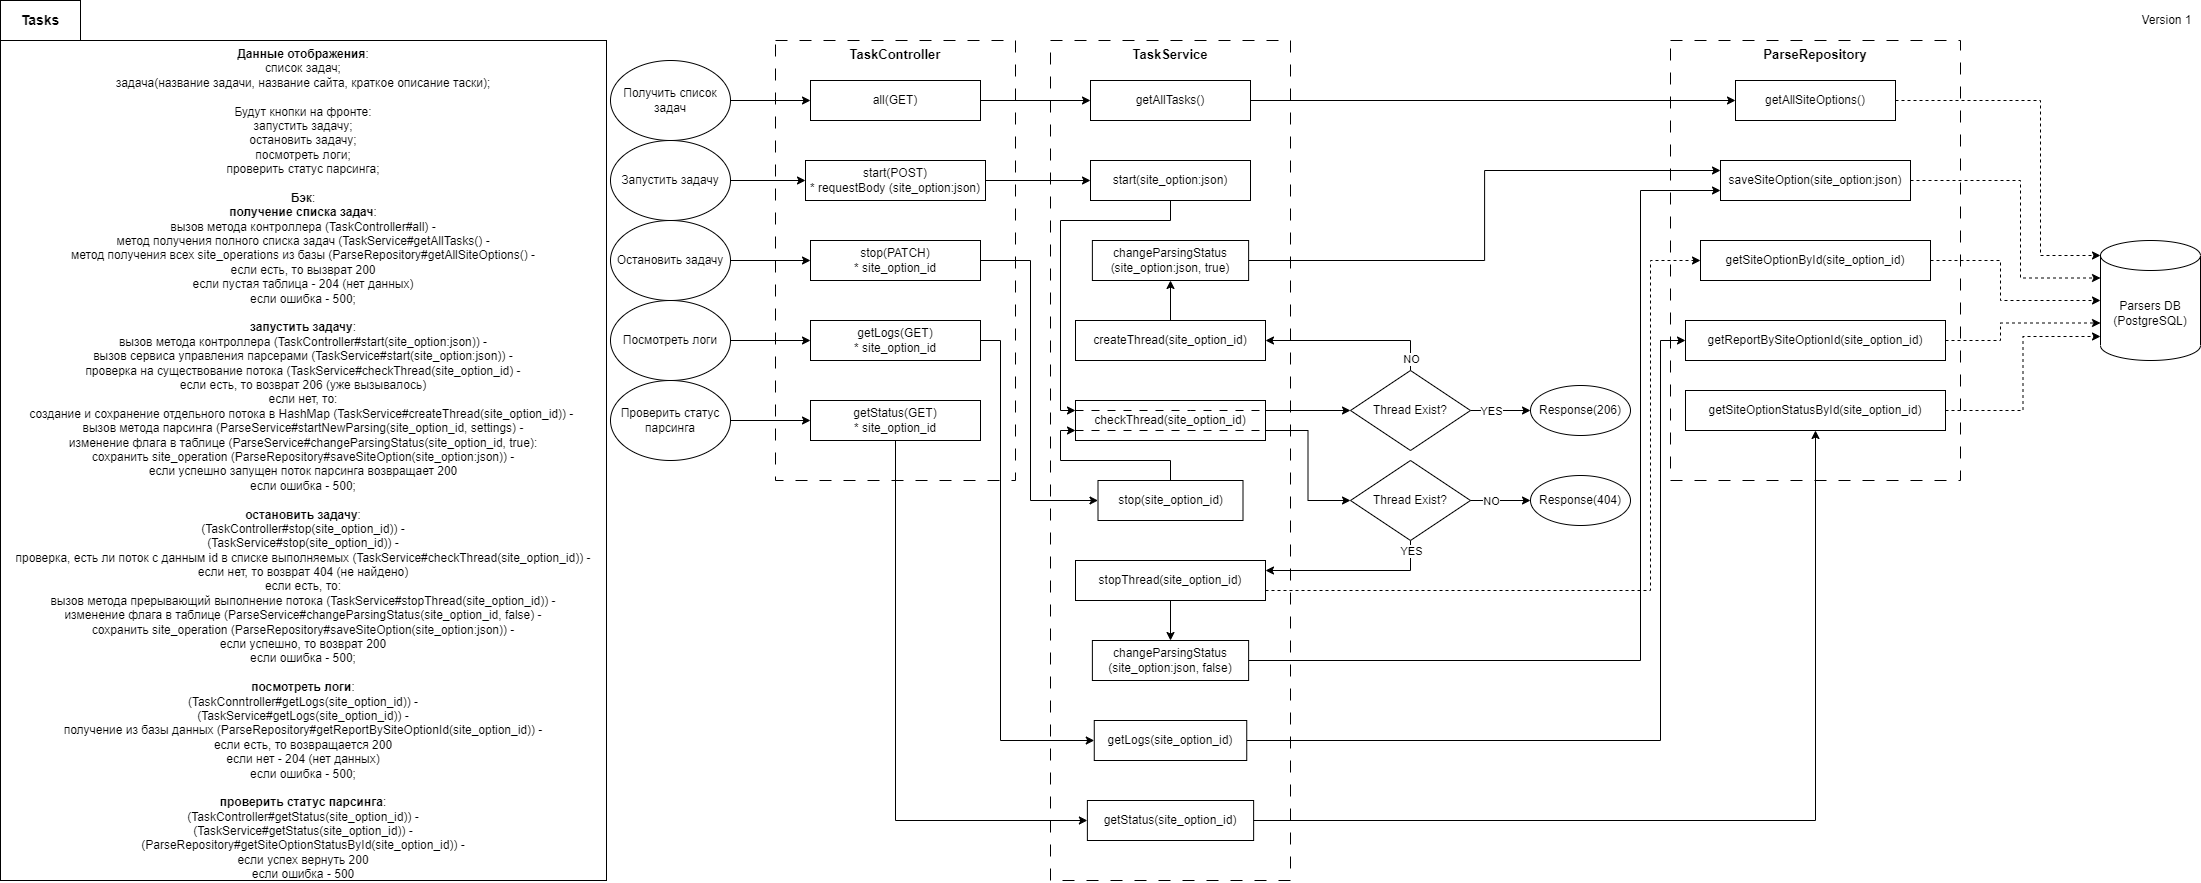 Tasks
Version 1
Данные отображения:
список задач;
задача(название задачи, название сайта, краткое описание таски);
Будут кнопки на фронте:
запустить задачу;
остановить задачу;
посмотреть логи;
проверить статус парсинга;
Бэк:
получение списка задач:
вызов метода контроллера (TaskController#all) -
метод получения полного списка задач (TaskService#getAllTasks() -
метод получения всех site_operations из базы (ParseRepository#getAllSiteOptions() -
если есть, то вызврат 200
если пустая таблица - 204 (нет данных)
если ошибка - 500;
запустить задачу:
вызов метода контроллера (TaskController#start(site_option:json)) -
вызов сервиса управления парсерами (TaskService#start(site_option:json)) -
проверка на существование потока (TaskService#checkThread(site_option_id) -
если есть, то возврат 206 (уже вызывалось)
если нет, то:
создание и сохранение отдельного потока в HashMap (TaskService#createThread(site_option_id)) -
вызов метода парсинга (ParseService#startNewParsing(site_option_id, settings) -
изменение флага в таблице (ParseService#changeParsingStatus(site_option_id, true):
сохранить site_operation (ParseRepository#saveSiteOption(site_option:json)) -
если успешно запущен поток парсинга возвращает 200
если ошибка - 500;
остановить задачу:
(TaskController#stop(site_option_id)) -
(TaskService#stop(site_option_id)) -
проверка, есть ли поток с данным id в списке выполняемых (TaskService#checkThread(site_option_id)) -
если нет, то возврат 404 (не найдено)
если есть, то:
вызов метода прерывающий выполнение потока (TaskService#stopThread(site_option_id)) -
изменение флага в таблице (ParseService#changeParsingStatus(site_option_id, false) -
сохранить site_operation (ParseRepository#saveSiteOption(site_option:json)) -
если успешно, то возврат 200
если ошибка - 500;
посмотреть логи:
(TaskConntroller#getLogs(site_option_id)) -
(TaskService#getLogs(site_option_id)) -
получение из базы данных (ParseRepository#getReportBySiteOptionId(site_option_id)) -
если есть, то возвращается 200
если нет - 204 (нет данных)
если ошибка - 500;
проверить статус парсинга:
(TaskController#getStatus(site_option_id)) -
(TaskService#getStatus(site_option_id)) -
(ParseRepository#getSiteOptionStatusById(site_option_id)) -
если успех вернуть 200
если ошибка - 500
Получить список
задач
Запустить задачу
Остановить задачу
Посмотреть логи
Проверить статус
парсинга
TaskController
all(GET)
start(POST)
* requestBody (site_option:json)
stop(PATCH)
* site_option_id
getLogs(GET)
* site_option_id
getStatus(GET)
* site_option_id
TaskService
getAllTasks()
start(site_option:json)
changeParsingStatus
(site_option:json, true)
createThread(site_option_id)
checkThread(site_option_id)
stop(site_option_id)
stopThread(site_option_id)
changeParsingStatus
(site_option:json, false)
getLogs(site_option_id)
getStatus(site_option_id)
NO
Thread Exist?
YES
Response(206)
Thread Exist?
NO
Response(404)
YES
ParseRepository
getAllSiteOptions()
saveSiteOption(site_option:json)
getSiteOptionById(site_option_id)
getReportBySiteOptionId(site_option_id)
getSiteOptionStatusById(site_option_id)
Parsers DB
(PostgreSQL)